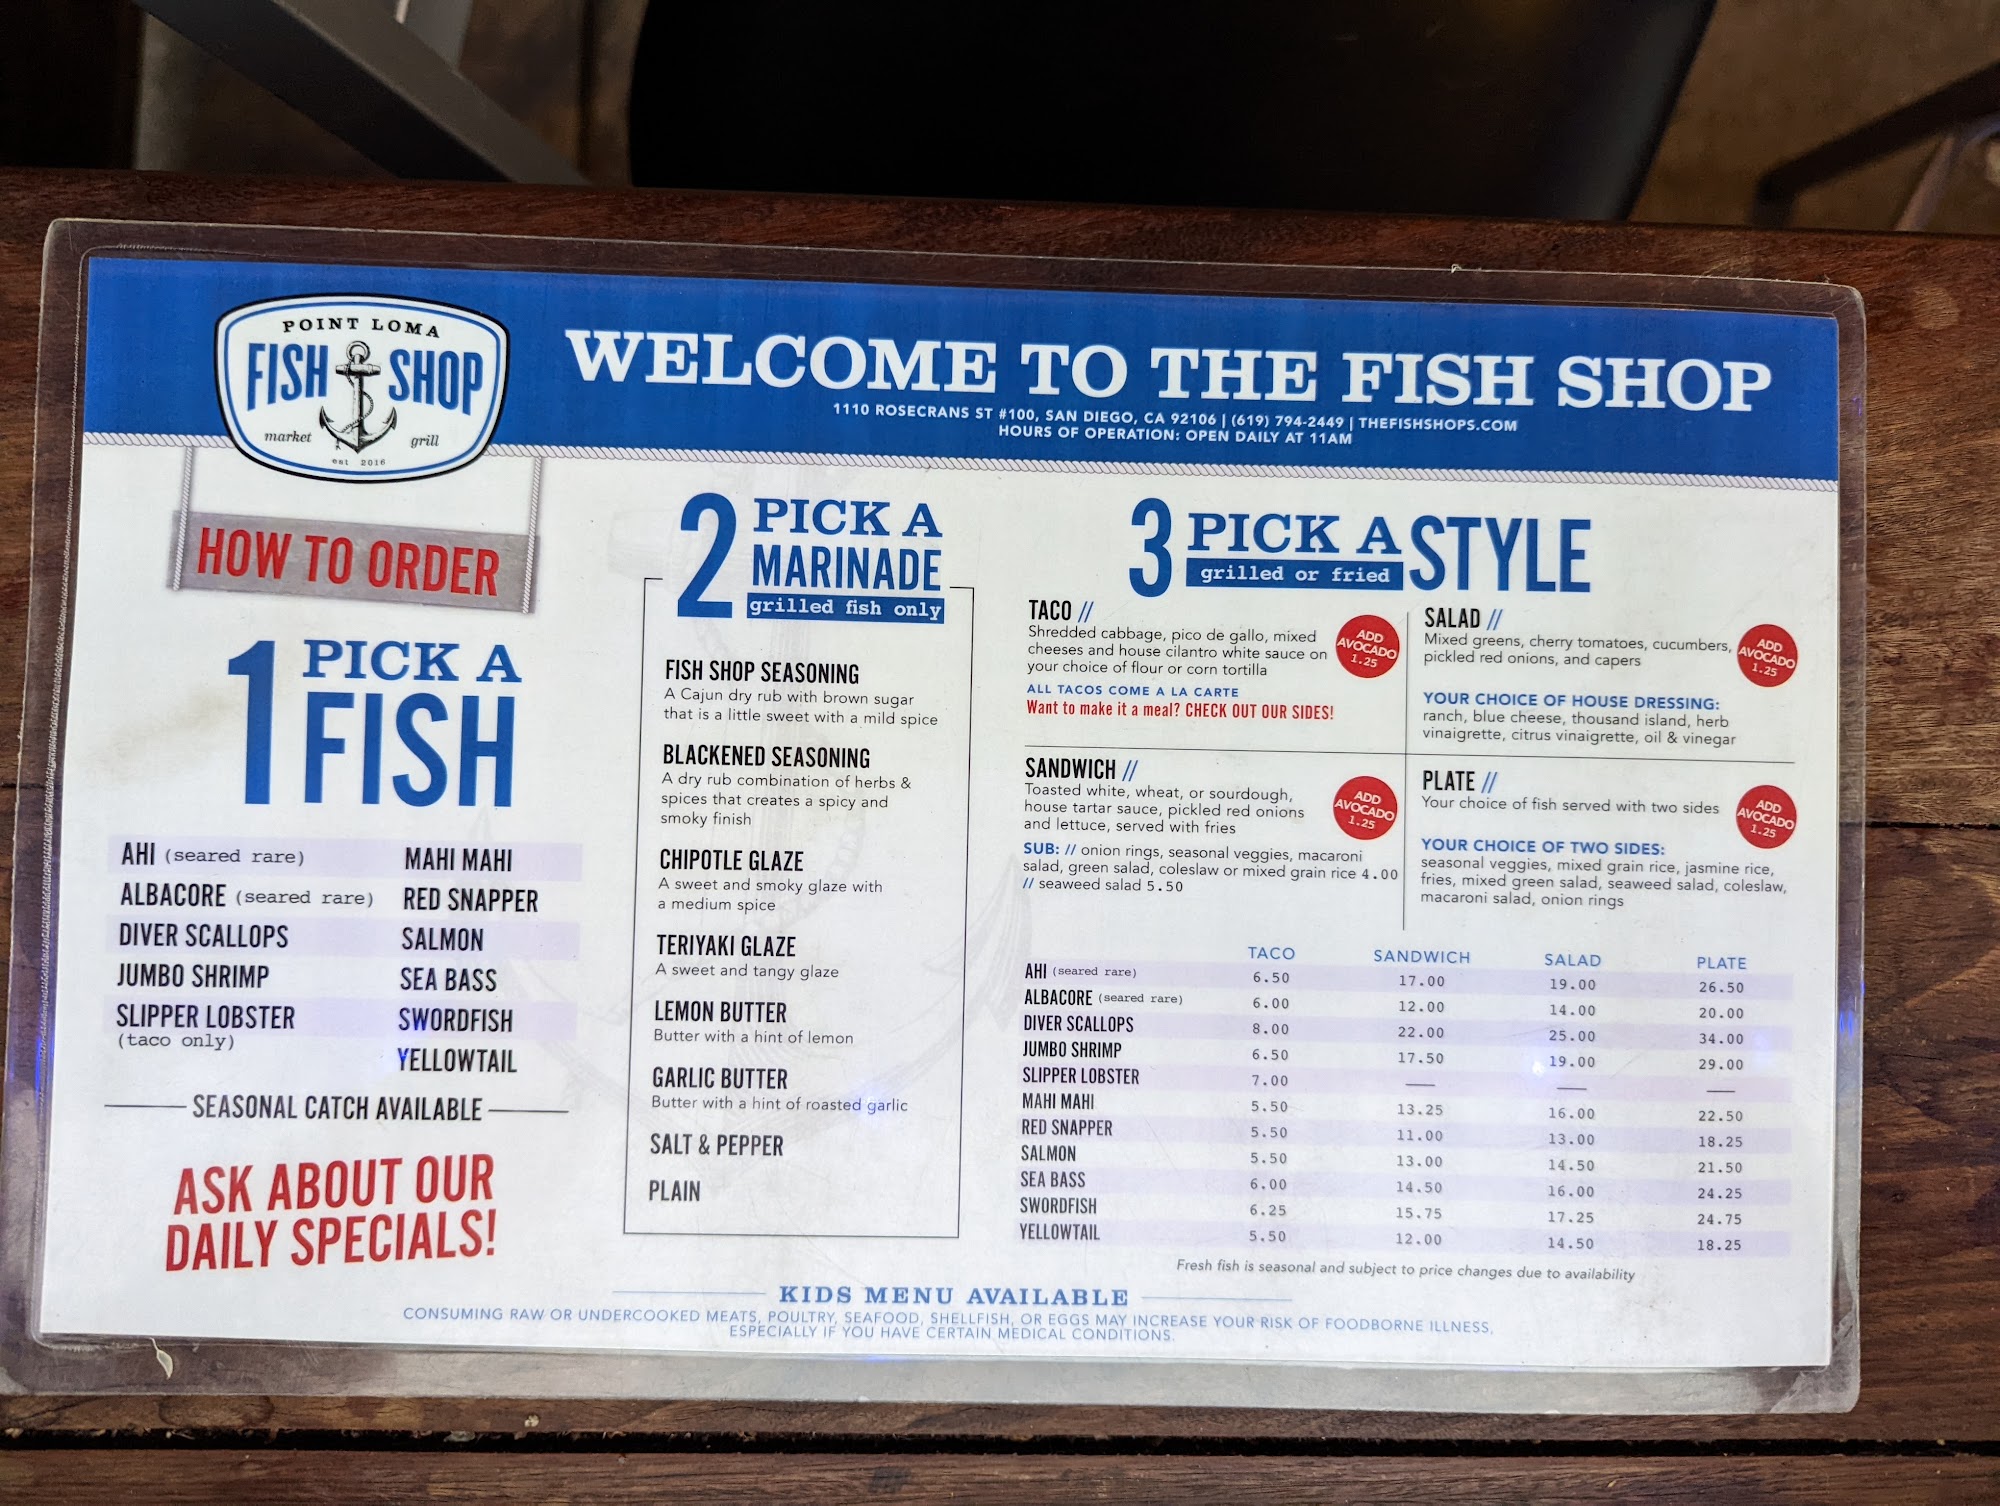 POINT LOMA
FISH SHOP
market grill
est 2016
WELCOME TO THE FISH SHOP
1110 ROSECRANS ST #100, SAN DIEGO, CA 92106 | (619) 794-2449 | THEFISHSHOPS.COM
HOURS OF OPERATION: OPEN DAILY AT 11AM
HOW TO ORDER
1 PICK A
FISH
AHI (seared rare)
ALBACORE (seared rare)
DIVER SCALLOPS
JUMBO SHRIMP
SLIPPER LOBSTER
(taco only)
MAHI MAHI
RED SNAPPER
SALMON
SEA BASS
SWORDFISH
YELLOWTAIL
SEASONAL CATCH AVAILABLE
ASK ABOUT OUR
DAILY SPECIALS!
2 PICK A
MARINADE
grilled fish only
FISH SHOP SEASONING
A Cajun dry rub with brown sugar
that is a little sweet with a mild spice
BLACKENED SEASONING
A dry rub combination of herbs &
spices that creates a spicy and
smoky finish
CHIPOTLE GLAZE
A sweet and smoky glaze with
a medium spice
TERIYAKI GLAZE
A sweet and tangy glaze
LEMON BUTTER
Butter with a hint of lemon
GARLIC BUTTER
Butter with a hint of roasted garlic
SALT & PEPPER
PLAIN
3 PICK A STYLE
grilled or fried
TACO //
Shredded cabbage, pico de gallo, mixed
cheeses and house cilantro white sauce on
your choice of flour or corn tortilla
ALL TACOS COME A LA CARTE
Want to make it a meal? CHECK OUT OUR SIDES!
ADD
AVOCADO
1.25
SALAD //
Mixed greens, cherry tomatoes, cucumbers,
pickled red onions, and capers
YOUR CHOICE OF HOUSE DRESSING:
ranch, blue cheese, thousand island, herb
vinaigrette, citrus vinaigrette, oil & vinegar
ADD
AVOCADO
1.25
SANDWICH //
Toasted white, wheat, or sourdough,
house tartar sauce, pickled red onions
and lettuce, served with fries
SUB: // onion rings, seasonal veggies, macaroni
salad, green salad, coleslaw or mixed grain rice 4.00
// seaweed salad 5.50
ADD
AVOCADO
1.25
PLATE //
Your choice of fish served with two sides
YOUR CHOICE OF TWO SIDES:
seasonal veggies, mixed grain rice, jasmine rice,
fries, mixed green salad, seaweed salad, coleslaw,
macaroni salad, onion rings
ADD
AVOCADO
1.25
TACO SANDWICH SALAD PLATE
AHI (seared rare) 6.50 17.00 19.00 26.50
ALBACORE (seared rare) 6.00 12.00 14.00 20.00
DIVER SCALLOPS 8.00 22.00 25.00 34.00
JUMBO SHRIMP 6.50 17.50 19.00 29.00
SLIPPER LOBSTER 7.00 — — —
MAHI MAHI 5.50 13.25 16.00 22.50
RED SNAPPER 5.50 11.00 13.00 18.25
SALMON 5.50 13.00 14.50 21.50
SEA BASS 6.00 14.50 16.00 24.25
SWORDFISH 6.25 15.75 17.25 24.75
YELLOWTAIL 5.50 12.00 14.50 18.25
Fresh fish is seasonal and subject to price changes due to availability
KIDS MENU AVAILABLE
CONSUMING RAW OR UNDERCOOKED MEATS, POULTRY, SEAFOOD, SHELLFISH, OR EGGS MAY INCREASE YOUR RISK OF FOODBORNE ILLNESS,
ESPECIALLY IF YOU HAVE CERTAIN MEDICAL CONDITIONS.